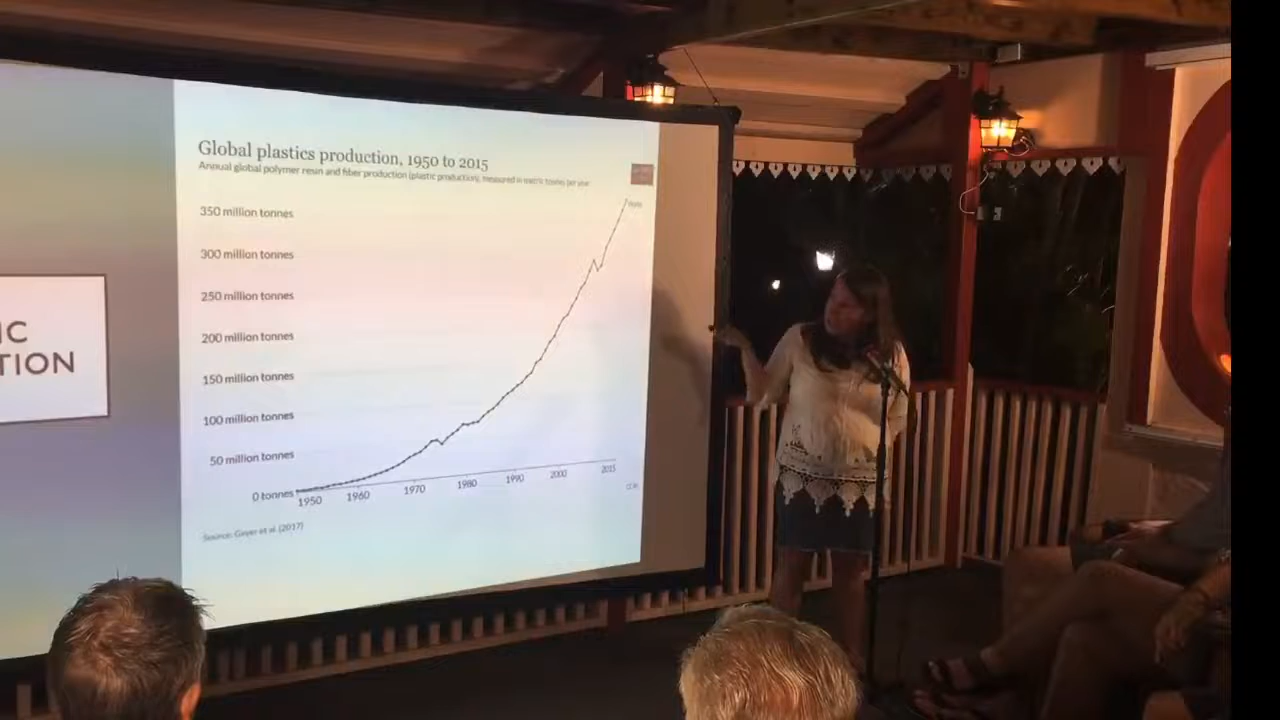 Global plastics production, 1950 to 2015
Annual global polymer resin and fiber production (plastic production), measured in metric tonnes per year
350 million tonnes
World
300 million tonnes
250 million tonnes
IC
TION
200 million tonnes
150 million tonnes
100 million tonnes
50 million tonnes
0 tonnes
1950 1960 1970 1980 1990 2000 2015
Source: Geyer et al. (2017)